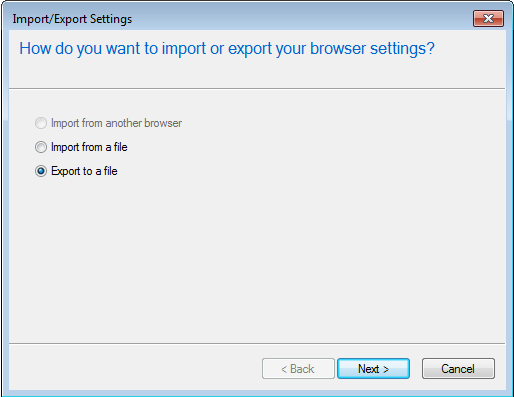 Import/Export Settings
How do you want to import or export your browser settings?
Import from another browser
Import from a file
Export to a file
< Back
Next >
Cancel